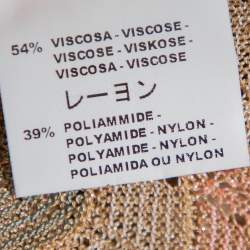 54% VISCOSA - VISCOSE -
VISCOSE - VISKOSE -
VISCOSA - VISCOSE
レーヨン
39% POLIAMMIDE -
POLYAMIDE - NYLON -
POLYAMIDE - NYLON -
POLIAMIDA OU NYLON